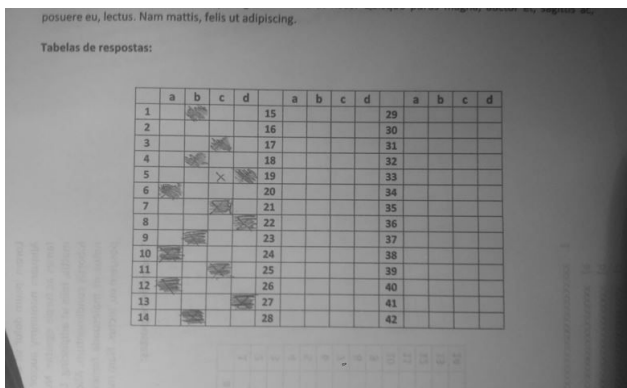 posuere eu, lectus. Nam mattis, felis ut adipiscing.
Tabelas de respostas:
a b c d a b c d a b c d
1 15 29
2 16 30
3 17 31
4 18 32
5 19 33
6 20 34
7 21 35
8 22 36
9 23 37
10 24 38
11 25 39
12 26 40
13 27 41
14 28 42